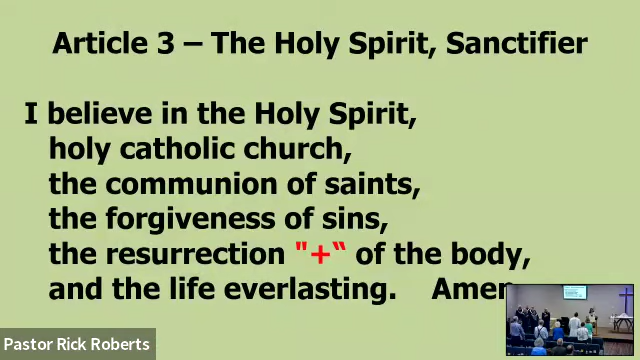 Article 3 – The Holy Spirit, Sanctifier
I believe in the Holy Spirit,
holy catholic church,
the communion of saints,
the forgiveness of sins,
the resurrection "+“ of the body,
and the life everlasting. Amen
Pastor Rick Roberts